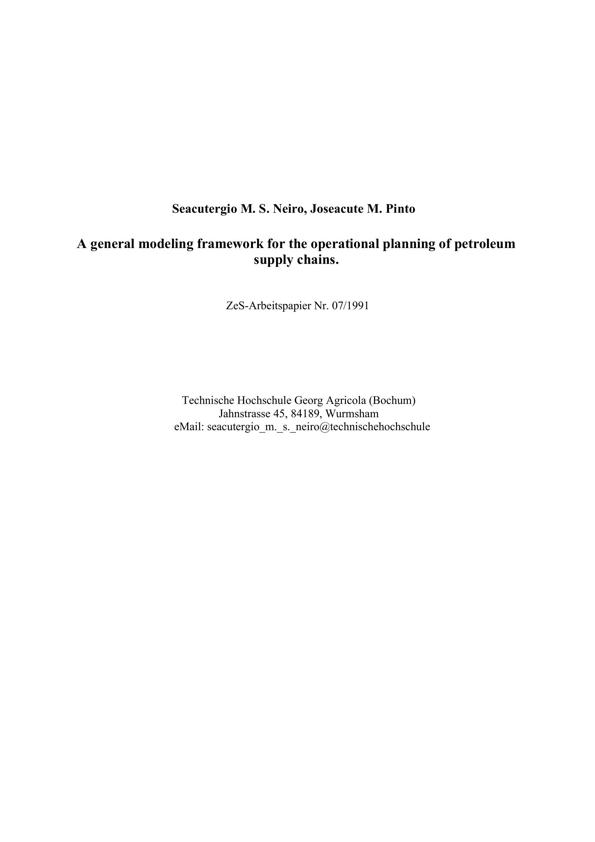 Seacutergio M. S. Neiro, Joseacute M. Pinto
A general modeling framework for the operational planning of petroleum
supply chains.
ZeS-Arbeitspapier Nr. 07/1991
Technische Hochschule Georg Agricola (Bochum)
Jahnstrasse 45, 84189, Wurmsham
eMail: seacutergio_m._s._neiro@technischehochschule